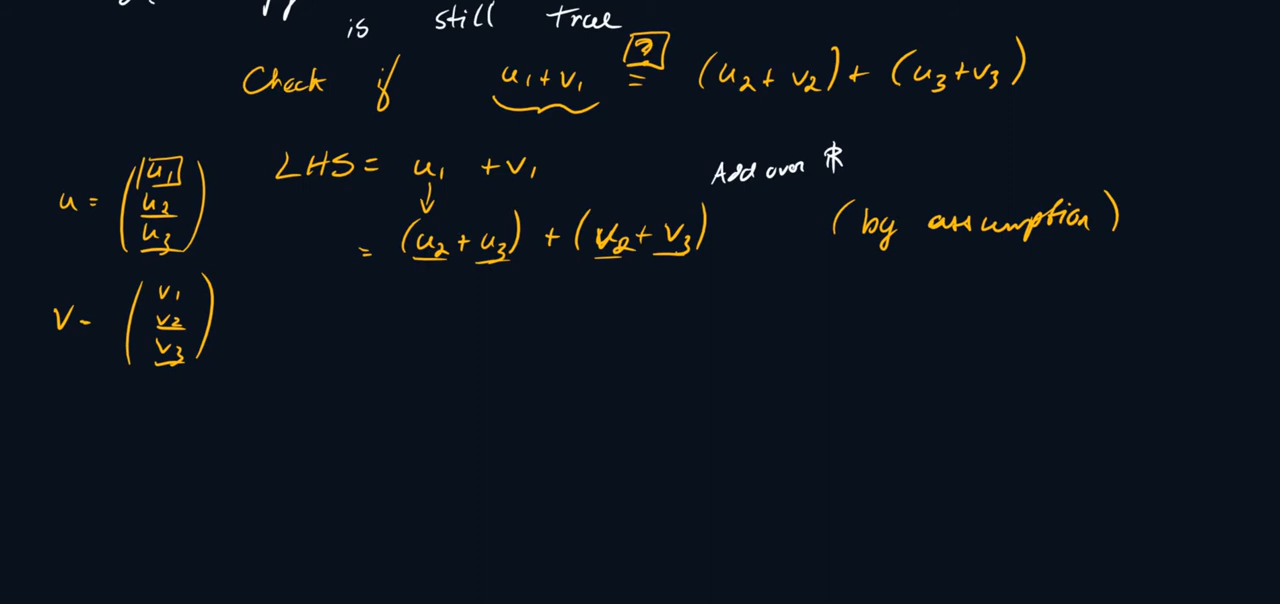 is still true
Check if u₁ + v₁ ≟ (u₂ + v₂) + (u₃ + v₃)
LHS = u₁ + v₁
Add over ℝ
u = (u₁ u₂ u₃)
= (u₂ + u₃) + (v₂ + v₃)
(by assumption)
v = (v₁ v₂ v₃)